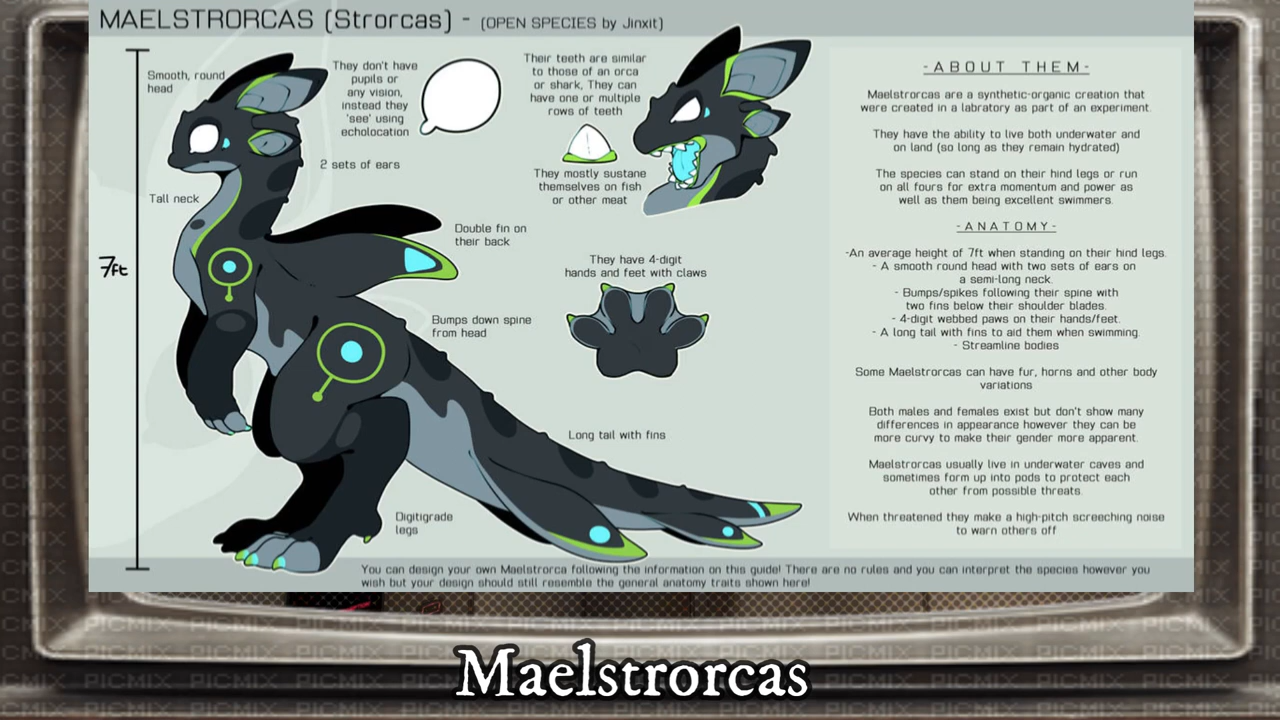 MAELSTRORCAS (Strorcas) - (OPEN SPECIES by Jinxit)
Smooth, round
head
They don't have
pupils or
any vision,
instead they
'see' using
echolocation
2 sets of ears
Tall neck
7ft
Their teeth are similar
to those of an orca
or shark, They can
have one or multiple
rows of teeth
They mostly sustane
themselves on fish
or other meat
Double fin on
their back
They have 4-digit
hands and feet with claws
Bumps down spine
from head
Long tail with fins
Digitigrade
legs
-ABOUT THEM-
Maelstrorcas are a synthetic-organic creation that
were created in a labratory as part of an experiment.
They have the ability to live both underwater and
on land (so long as they remain hydrated)
The species can stand on their hind legs or run
on all fours for extra momentum and power as
well as them being excellent swimmers.
-ANATOMY-
-An average height of 7ft when standing on their hind legs.
- A smooth round head with two sets of ears on
a semi-long neck.
- Bumps/spikes following their spine with
two fins below their shoulder blades.
- 4-digit webbed paws on their hands/feet.
- A long tail with fins to aid them when swimming.
- Streamline bodies
Some Maelstrorcas can have fur, horns and other body
variations
Both males and females exist but don't show many
differences in appearance however they can be
more curvy to make their gender more apparent.
Maelstrorcas usually live in underwater caves and
sometimes form up into pods to protect each
other from possible threats.
When threatened they make a high-pitch screeching noise
to warn others off
You can design your own Maelstrorca following the information on this guide! There are no rules and you can interpret the species however you
wish but your design should still resemble the general anatomy traits shown here!
PICMIX PICMIX PICMIX PICMIX PICMIX PICMIX PICMIX
Maelstrorcas